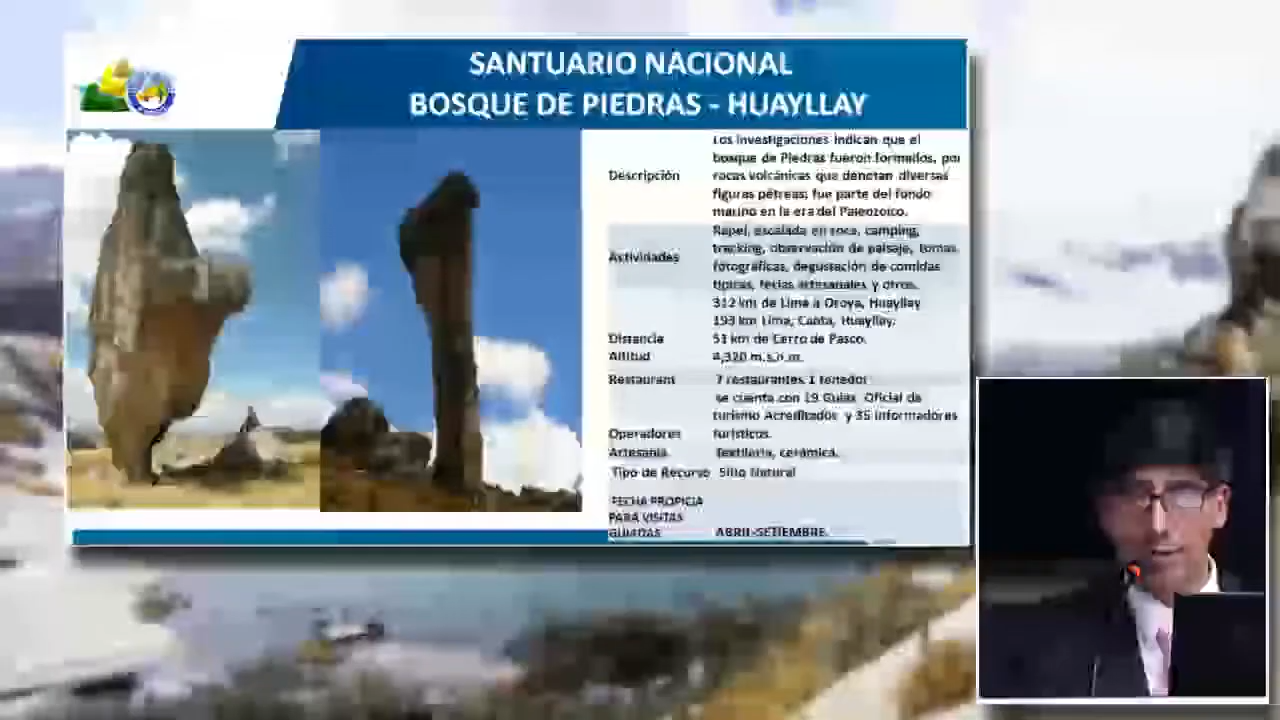 SANTUARIO NACIONAL
BOSQUE DE PIEDRAS - HUAYLLAY
Descripción
Los investigaciones indican que el
bosque de Piedras fueron formados, por
rocas volcánicas que denotan diversas
figuras pétreas; fue parte del fondo
marino en la era del Paleozoico.
Actividades
Rapel, escalada en roca, camping,
tracking, observación de paisaje, tomas
fotográficas, degustación de comidas
típicas, ferias artesanales y otros.
312 km de Lima a Oroya, Huayllay
193 km Lima, Canta, Huayllay.
Distancia 51 km de Cerro de Pasco.
Altitud 4,320 m.s.n.m.
Restaurant 7 restaurantes 1 tenedor
se cuenta con 19 Guias Oficial de
turismo Acreditados y 35 informadores
Operadores turísticos.
Artesanía Textilería, cerámica.
Tipo de Recurso Sitio Natural
FECHA PROPICIA
PARA VISITAS
GUIADAS ABRIL-SETIEMBRE.